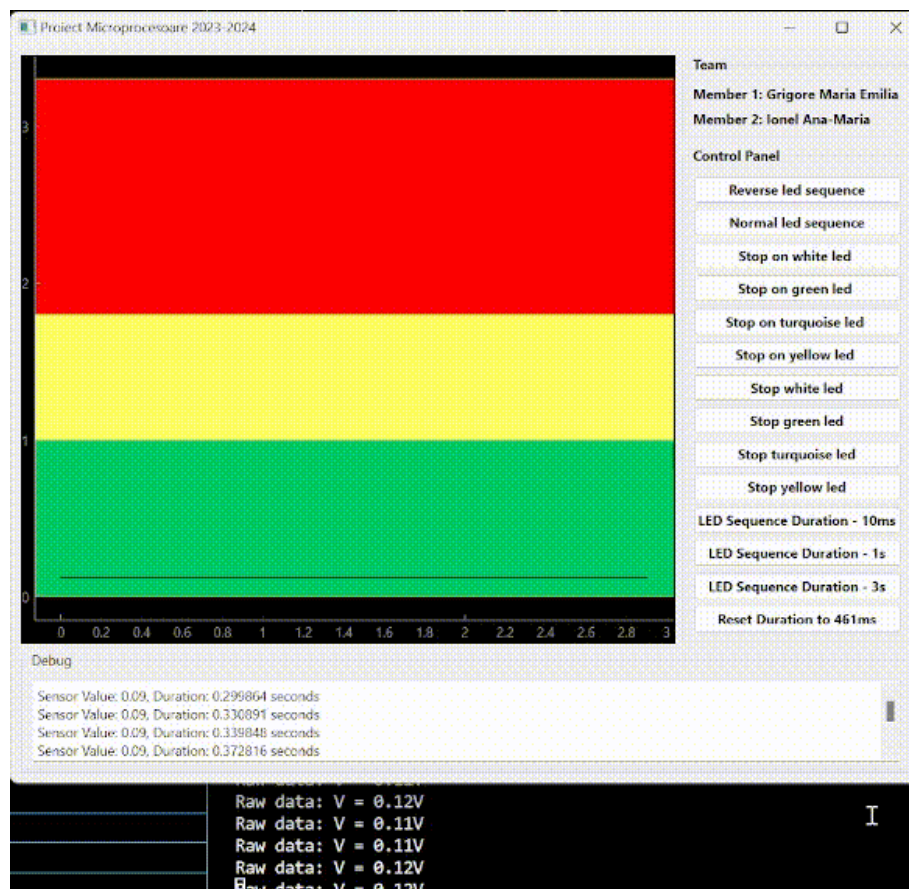 Proiect Microprocesoare 2023-2024
Team
Member 1: Grigore Maria Emilia
Member 2: Ionel Ana-Maria
Control Panel
Reverse led sequence
Normal led sequence
Stop on white led
Stop on green led
Stop on turquoise led
Stop on yellow led
Stop white led
Stop green led
Stop turquoise led
Stop yellow led
LED Sequence Duration - 10ms
LED Sequence Duration - 1s
LED Sequence Duration - 3s
Reset Duration to 461ms
3
2
1
0
0 0.2 0.4 0.6 0.8 1 1.2 1.4 1.6 1.8 2 2.2 2.4 2.6 2.8 3
Debug
Sensor Value: 0.09, Duration: 0.299864 seconds
Sensor Value: 0.09, Duration: 0.330891 seconds
Sensor Value: 0.09, Duration: 0.339848 seconds
Sensor Value: 0.09, Duration: 0.372816 seconds
Raw data: V = 0.12V
Raw data: V = 0.11V
Raw data: V = 0.11V
Raw data: V = 0.12V
Raw data: V = 0.12V